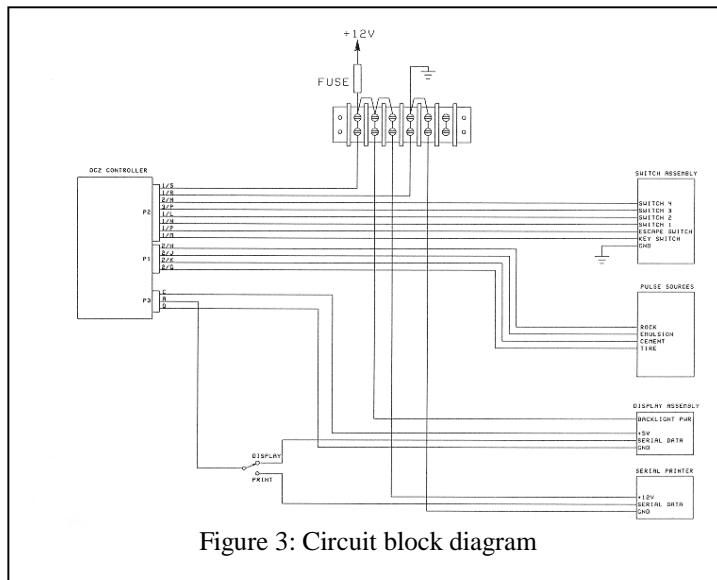 +12V
FUSE
OC2 CONTROLLER
P2
1/S
1/R
2/M
3/P
1/L
1/N
1/P
1/M
P1
2/H
2/J
2/K
2/G
P3
C
A
D
SWITCH ASSEMBLY
SWITCH 4
SWITCH 3
SWITCH 2
SWITCH 1
ESCAPE SWITCH
KEY SWITCH
GND
PULSE SOURCES
ROCK
EMULSION
CEMENT
TIRE
DISPLAY ASSEMBLY
BACKLIGHT PWR
+5V
SERIAL DATA
GND
DISPLAY
PRINT
SERIAL PRINTER
+12V
SERIAL DATA
GND
Figure 3: Circuit block diagram